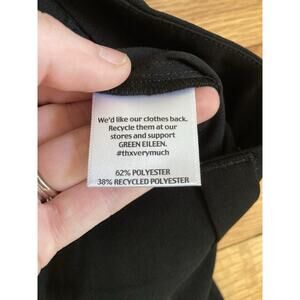 We'd like our clothes back.
Recycle them at our
stores and support
GREEN EILEEN.
#thxverymuch
62% POLYESTER
38% RECYCLED POLYESTER